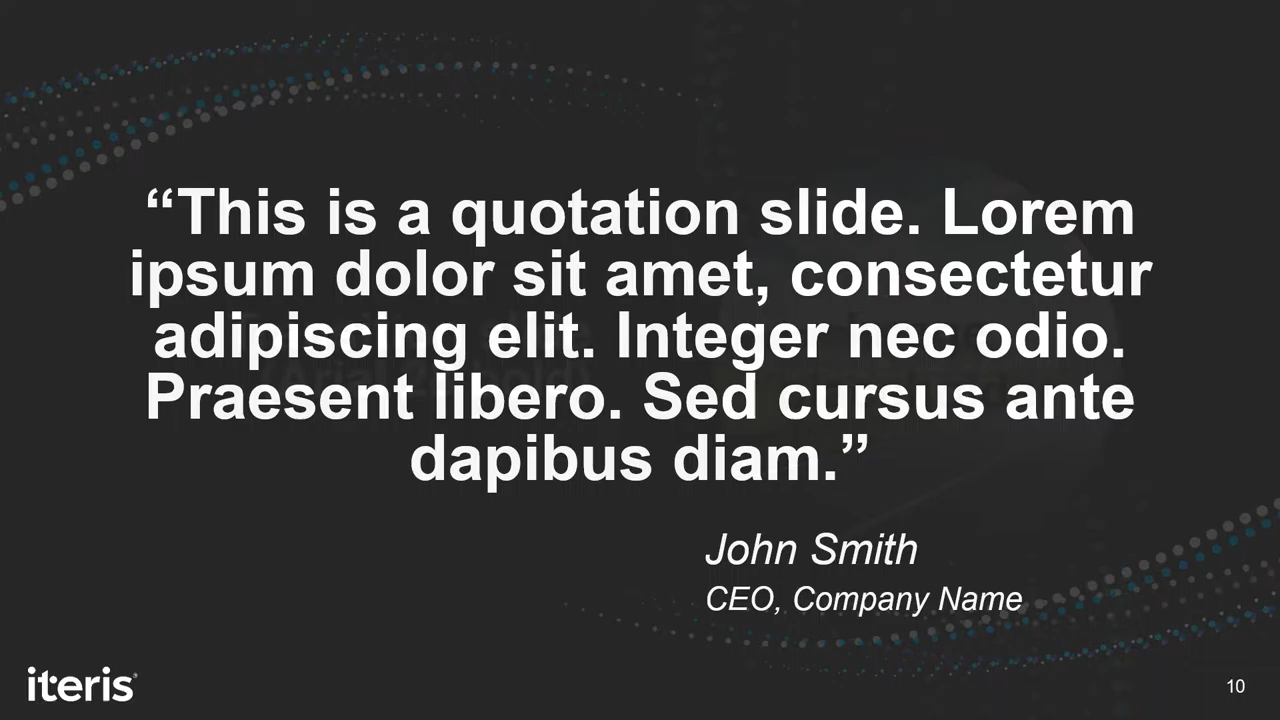 “This is a quotation slide. Lorem
ipsum dolor sit amet, consectetur
adipiscing elit. Integer nec odio.
Praesent libero. Sed cursus ante
dapibus diam.”
John Smith
CEO, Company Name
iteris
10